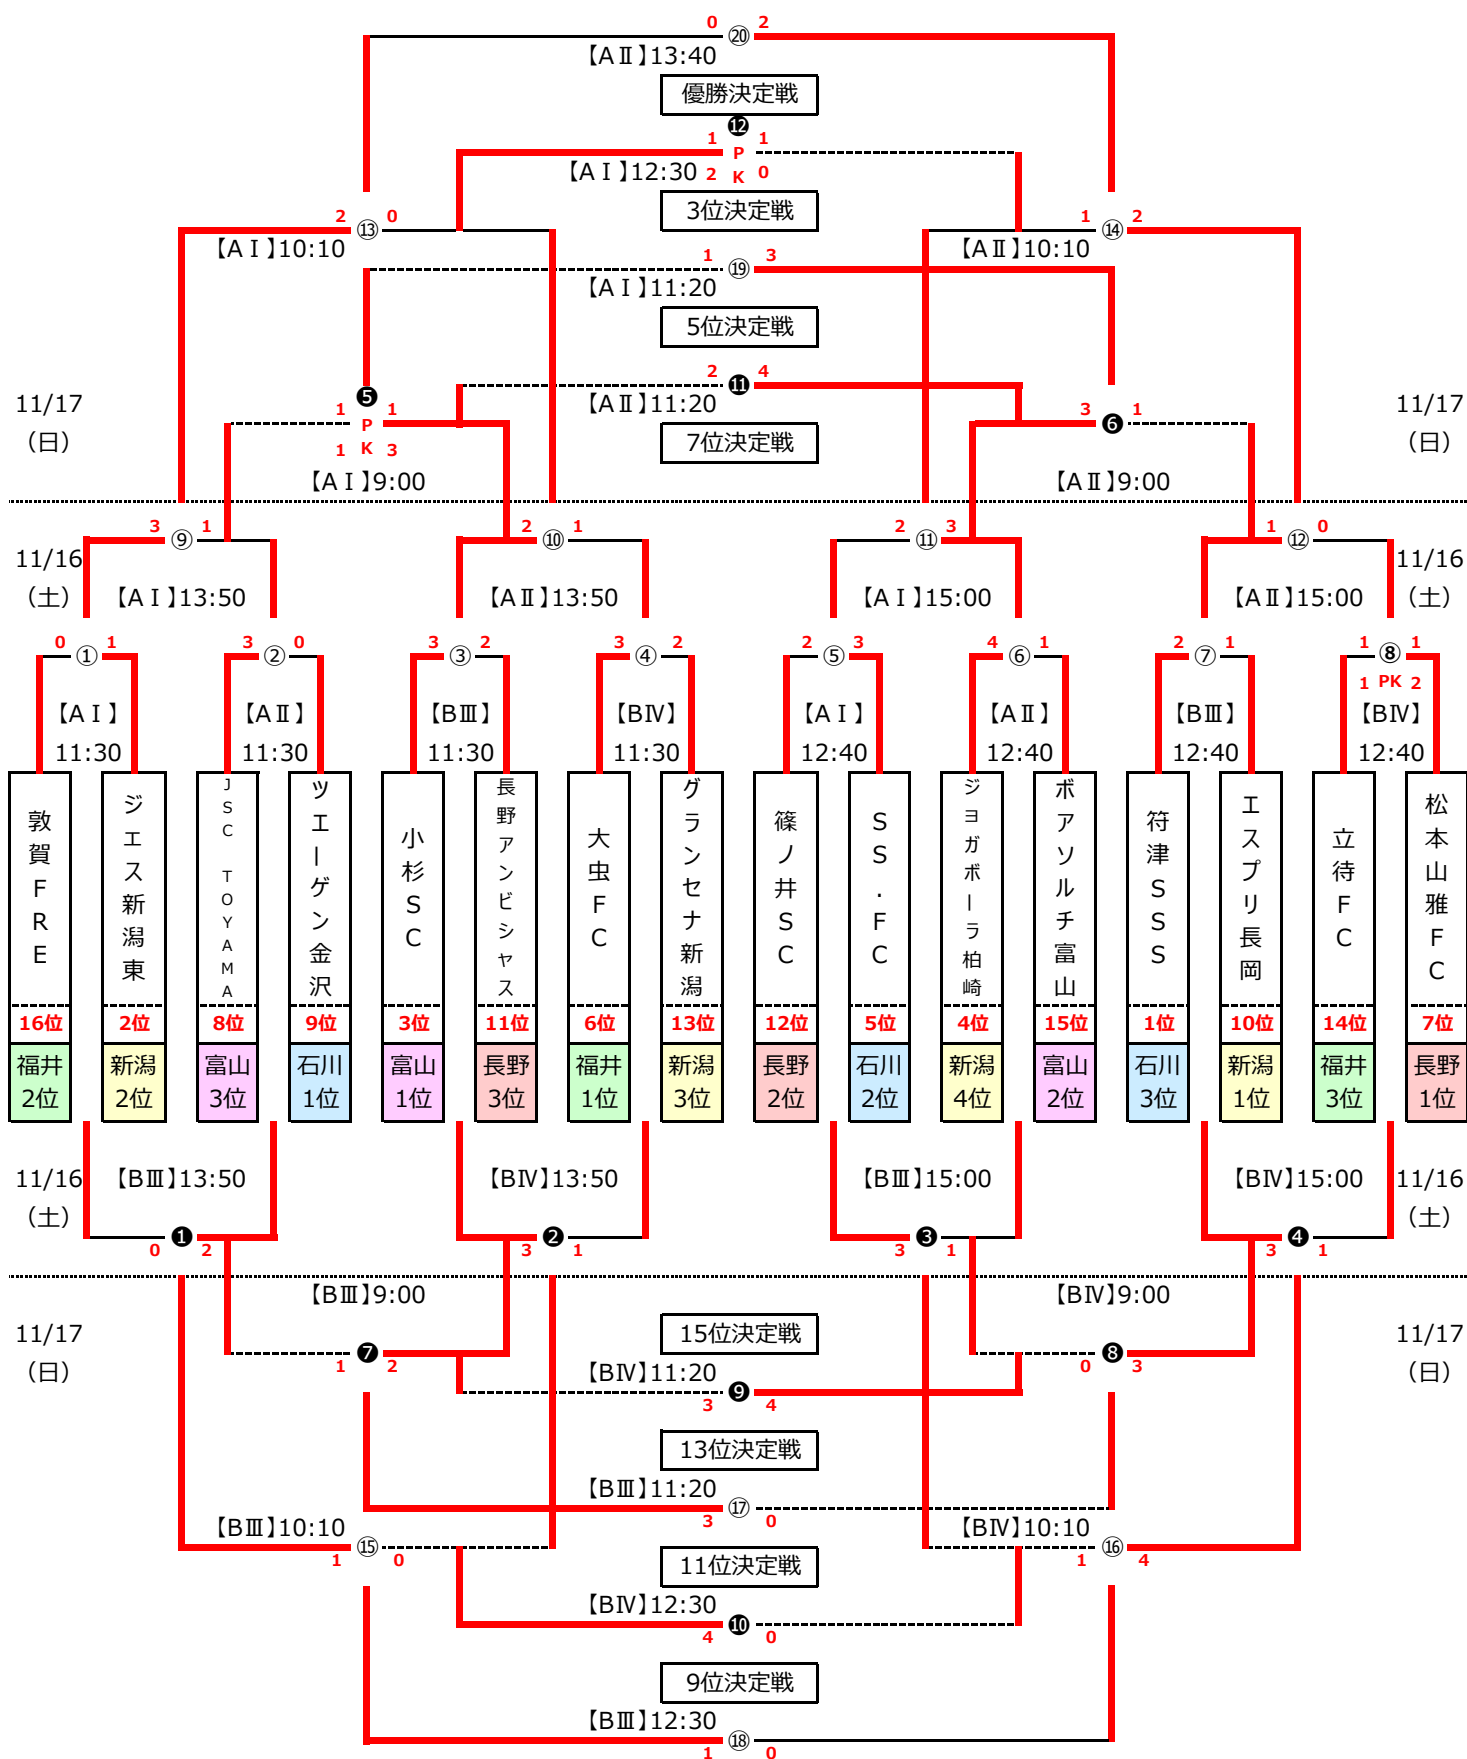 0 ⑳ 2
【AⅡ】13:40
優勝決定戦
⓬
1 P 1
【AⅠ】12:30 2 K 0
3位決定戦
2 ⑬ 0
1 ⑭ 2
【AⅠ】10:10
【AⅡ】10:10
1 ⑲ 3
【AⅠ】11:20
5位決定戦
2 ⓫ 4
【AⅡ】11:20
7位決定戦
11/17
(日)
❺
1 P 1
1 K 3
【AⅠ】9:00
3 ❻ 1
【AⅡ】9:00
11/17
(日)
11/16
(土)
3 ⑨ 1
【AⅠ】13:50
2 ⑩ 1
【AⅡ】13:50
2 ⑪ 3
【AⅠ】15:00
1 ⑫ 0
【AⅡ】15:00
11/16
(土)
0 ① 1
【AⅠ】
11:30
3 ② 0
【AⅡ】
11:30
3 ③ 2
【BⅢ】
11:30
3 ④ 2
【BⅣ】
11:30
2 ⑤ 3
【AⅠ】
12:40
4 ⑥ 1
【AⅡ】
12:40
2 ⑦ 1
【BⅢ】
12:40
1 ⑧ 1
1 PK 2
【BⅣ】
12:40
敦賀FRE
16位
福井
2位
ジェス新潟東
2位
新潟
2位
JSC TOYAMA
8位
富山
3位
ツエーゲン金沢
9位
石川
1位
小杉SC
3位
富山
1位
長野アンビシャス
11位
長野
3位
大虫FC
6位
福井
1位
グランセナ新潟
13位
新潟
3位
篠ノ井SC
12位
長野
2位
SS.FC
5位
石川
2位
ジョガボーラ柏崎
4位
新潟
4位
ボアソルチ富山
15位
富山
2位
符津SSS
1位
石川
3位
エスプリ長岡
10位
新潟
1位
立待FC
14位
福井
3位
松本山雅FC
7位
長野
1位
11/16
(土)
【BⅢ】13:50
0 ❶ 2
【BⅣ】13:50
3 ❷ 1
【BⅢ】15:00
3 ❸ 1
【BⅣ】15:00
3 ❹ 1
11/16
(土)
11/17
(日)
【BⅢ】9:00
1 ❼ 2
【BⅣ】9:00
0 ❽ 3
11/17
(日)
15位決定戦
【BⅣ】11:20
3 ❾ 4
13位決定戦
【BⅢ】11:20
3 ⑰ 0
【BⅢ】10:10
1 ⑮ 0
【BⅣ】10:10
1 ⑯ 4
11位決定戦
【BⅣ】12:30
4 ❿ 0
9位決定戦
【BⅢ】12:30
1 ⑱ 0